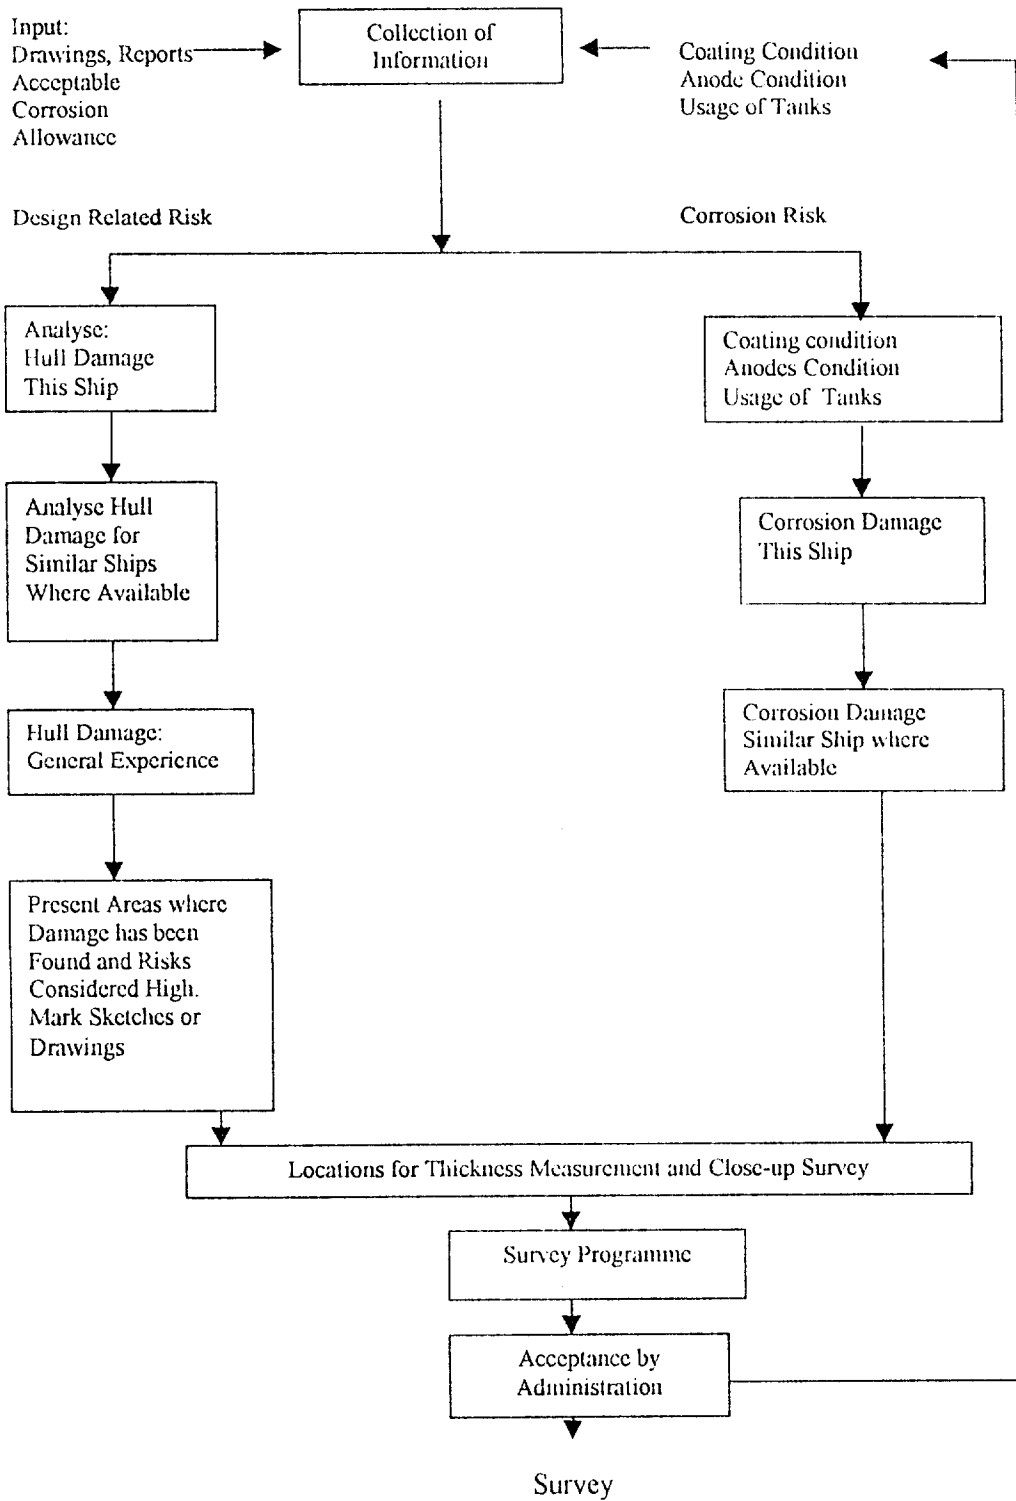 Input:
Drawings, Reports
Acceptable
Corrosion
Allowance
Collection of
Information
Coating Condition
Anode Condition
Usage of Tanks
Design Related Risk
Corrosion Risk
Analyse:
Hull Damage
This Ship
Analyse Hull
Damage for
Similar Ships
Where Available
Hull Damage:
General Experience
Present Areas where
Damage has been
Found and Risks
Considered High.
Mark Sketches or
Drawings
Coating condition
Anodes Condition
Usage of Tanks
Corrosion Damage
This Ship
Corrosion Damage
Similar Ship where
Available
Locations for Thickness Measurement and Close-up Survey
Survey Programme
Acceptance by
Administration
Survey